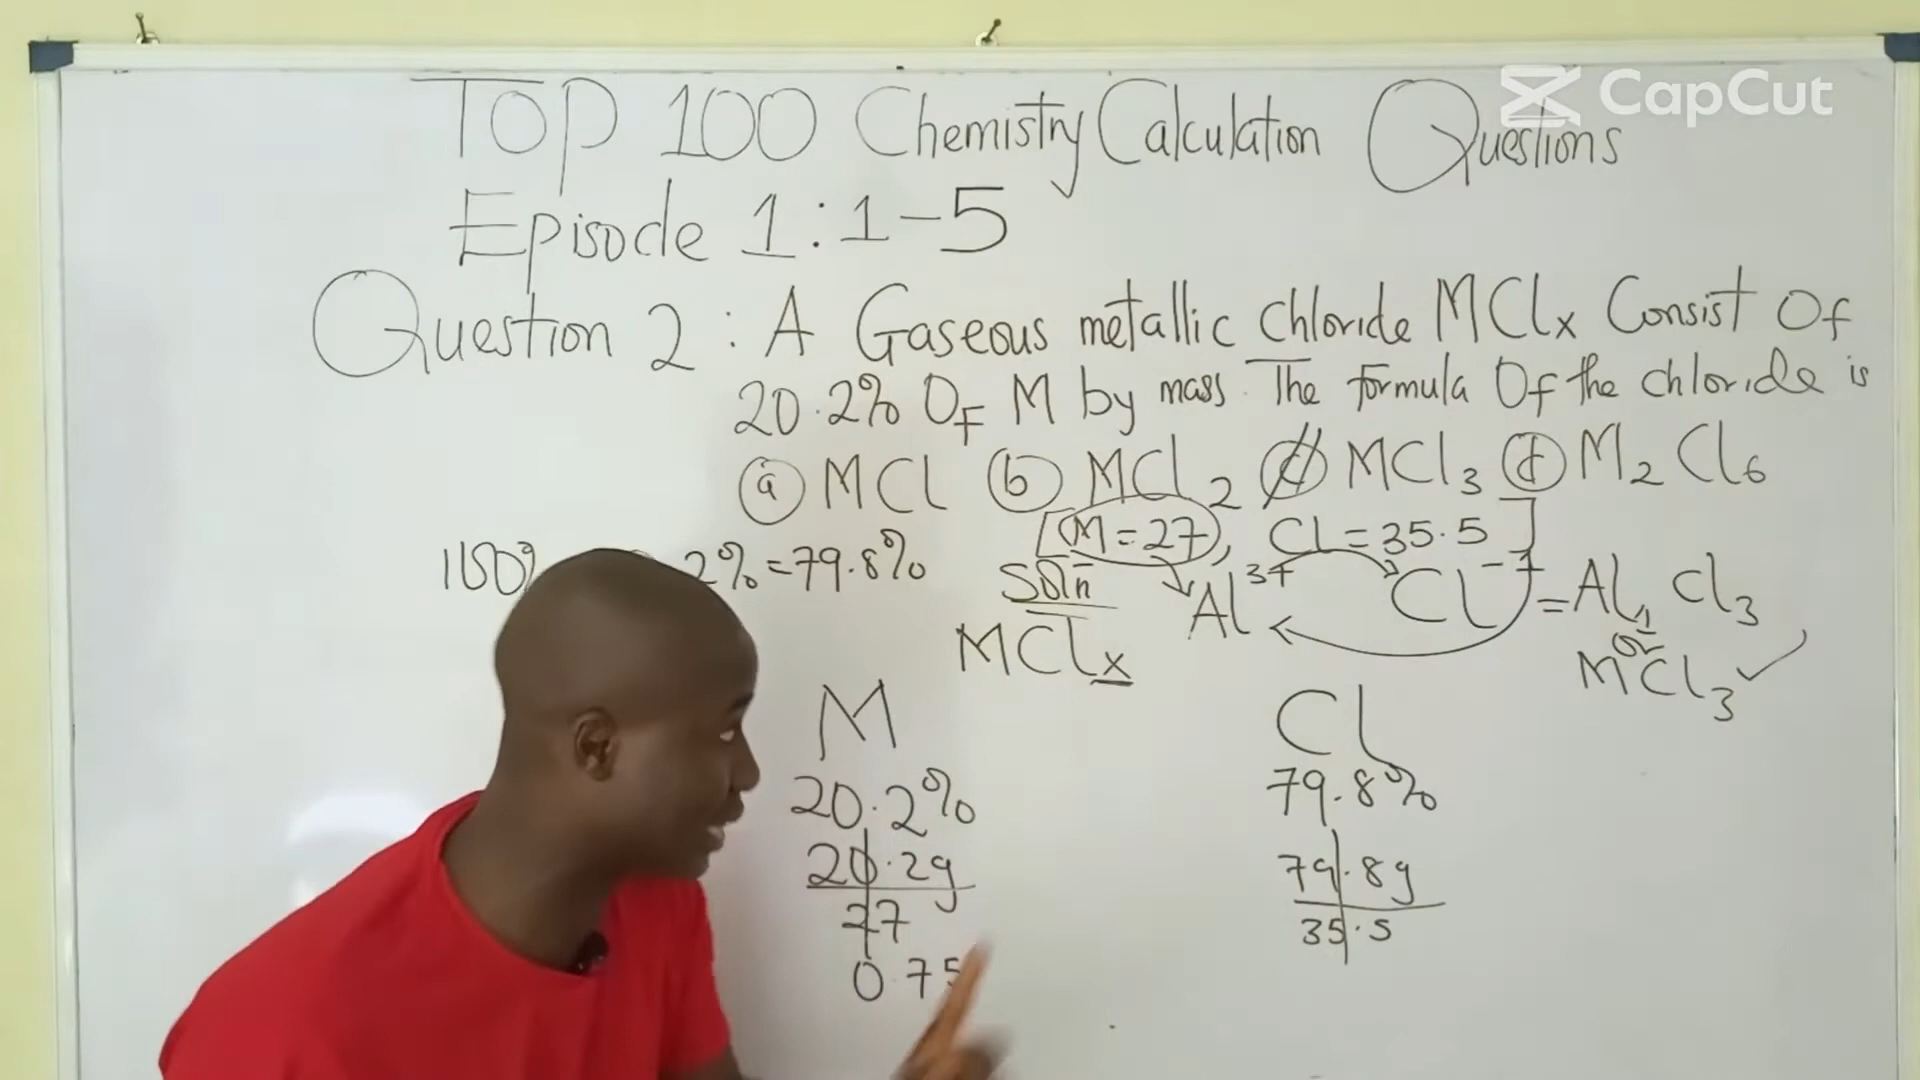 CapCut
TOP 100 Chemistry Calculation Questions
Episode 1:1-5
Question 2: A Gaseous metallic chloride MClx Consist Of
20.2% OF M by mass. The formula Of the chloride is
(a) MCl (b) MCl2 (c) MCl3 (d) M2Cl6
[M=27, Cl=35.5]
100% 2%=79.8%
Soln
Al3+ Cl- = Al1Cl3
or
MClx
MCl3 ✓
M Cl
20.2% 79.8%
20.2g 79.8g
27 35.5
0.75